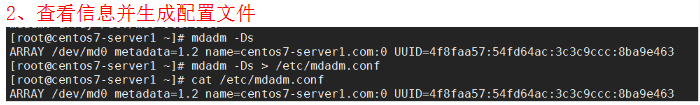 2、查看信息并生成配置文件
[root@centos7-server1 ~]# mdadm -Ds
ARRAY /dev/md0 metadata=1.2 name=centos7-server1.com:0 UUID=4f8faa57:54fd64ac:3c3c9ccc:8ba9e463
[root@centos7-server1 ~]# mdadm -Ds > /etc/mdadm.conf
[root@centos7-server1 ~]# cat /etc/mdadm.conf
ARRAY /dev/md0 metadata=1.2 name=centos7-server1.com:0 UUID=4f8faa57:54fd64ac:3c3c9ccc:8ba9e463